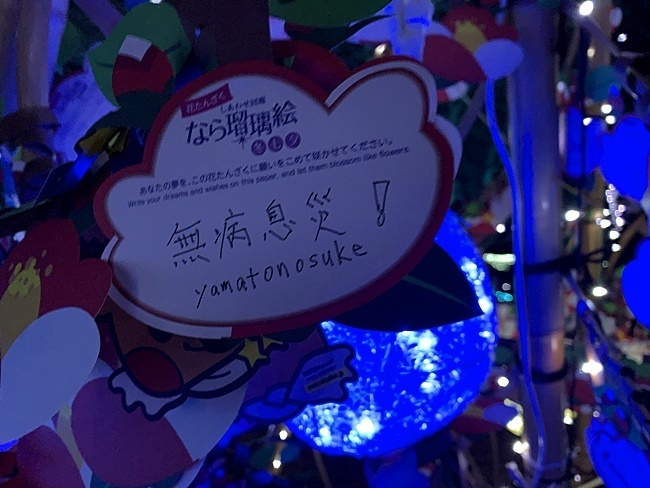 花たんざく
しあわせ回廊
なら瑠璃絵
あなたの夢を、この花たんざくに願いをこめて咲かせてください。
Write your dreams and wishes on this paper, and let them blossom like flowers.
無病息災!
yamatonosuke